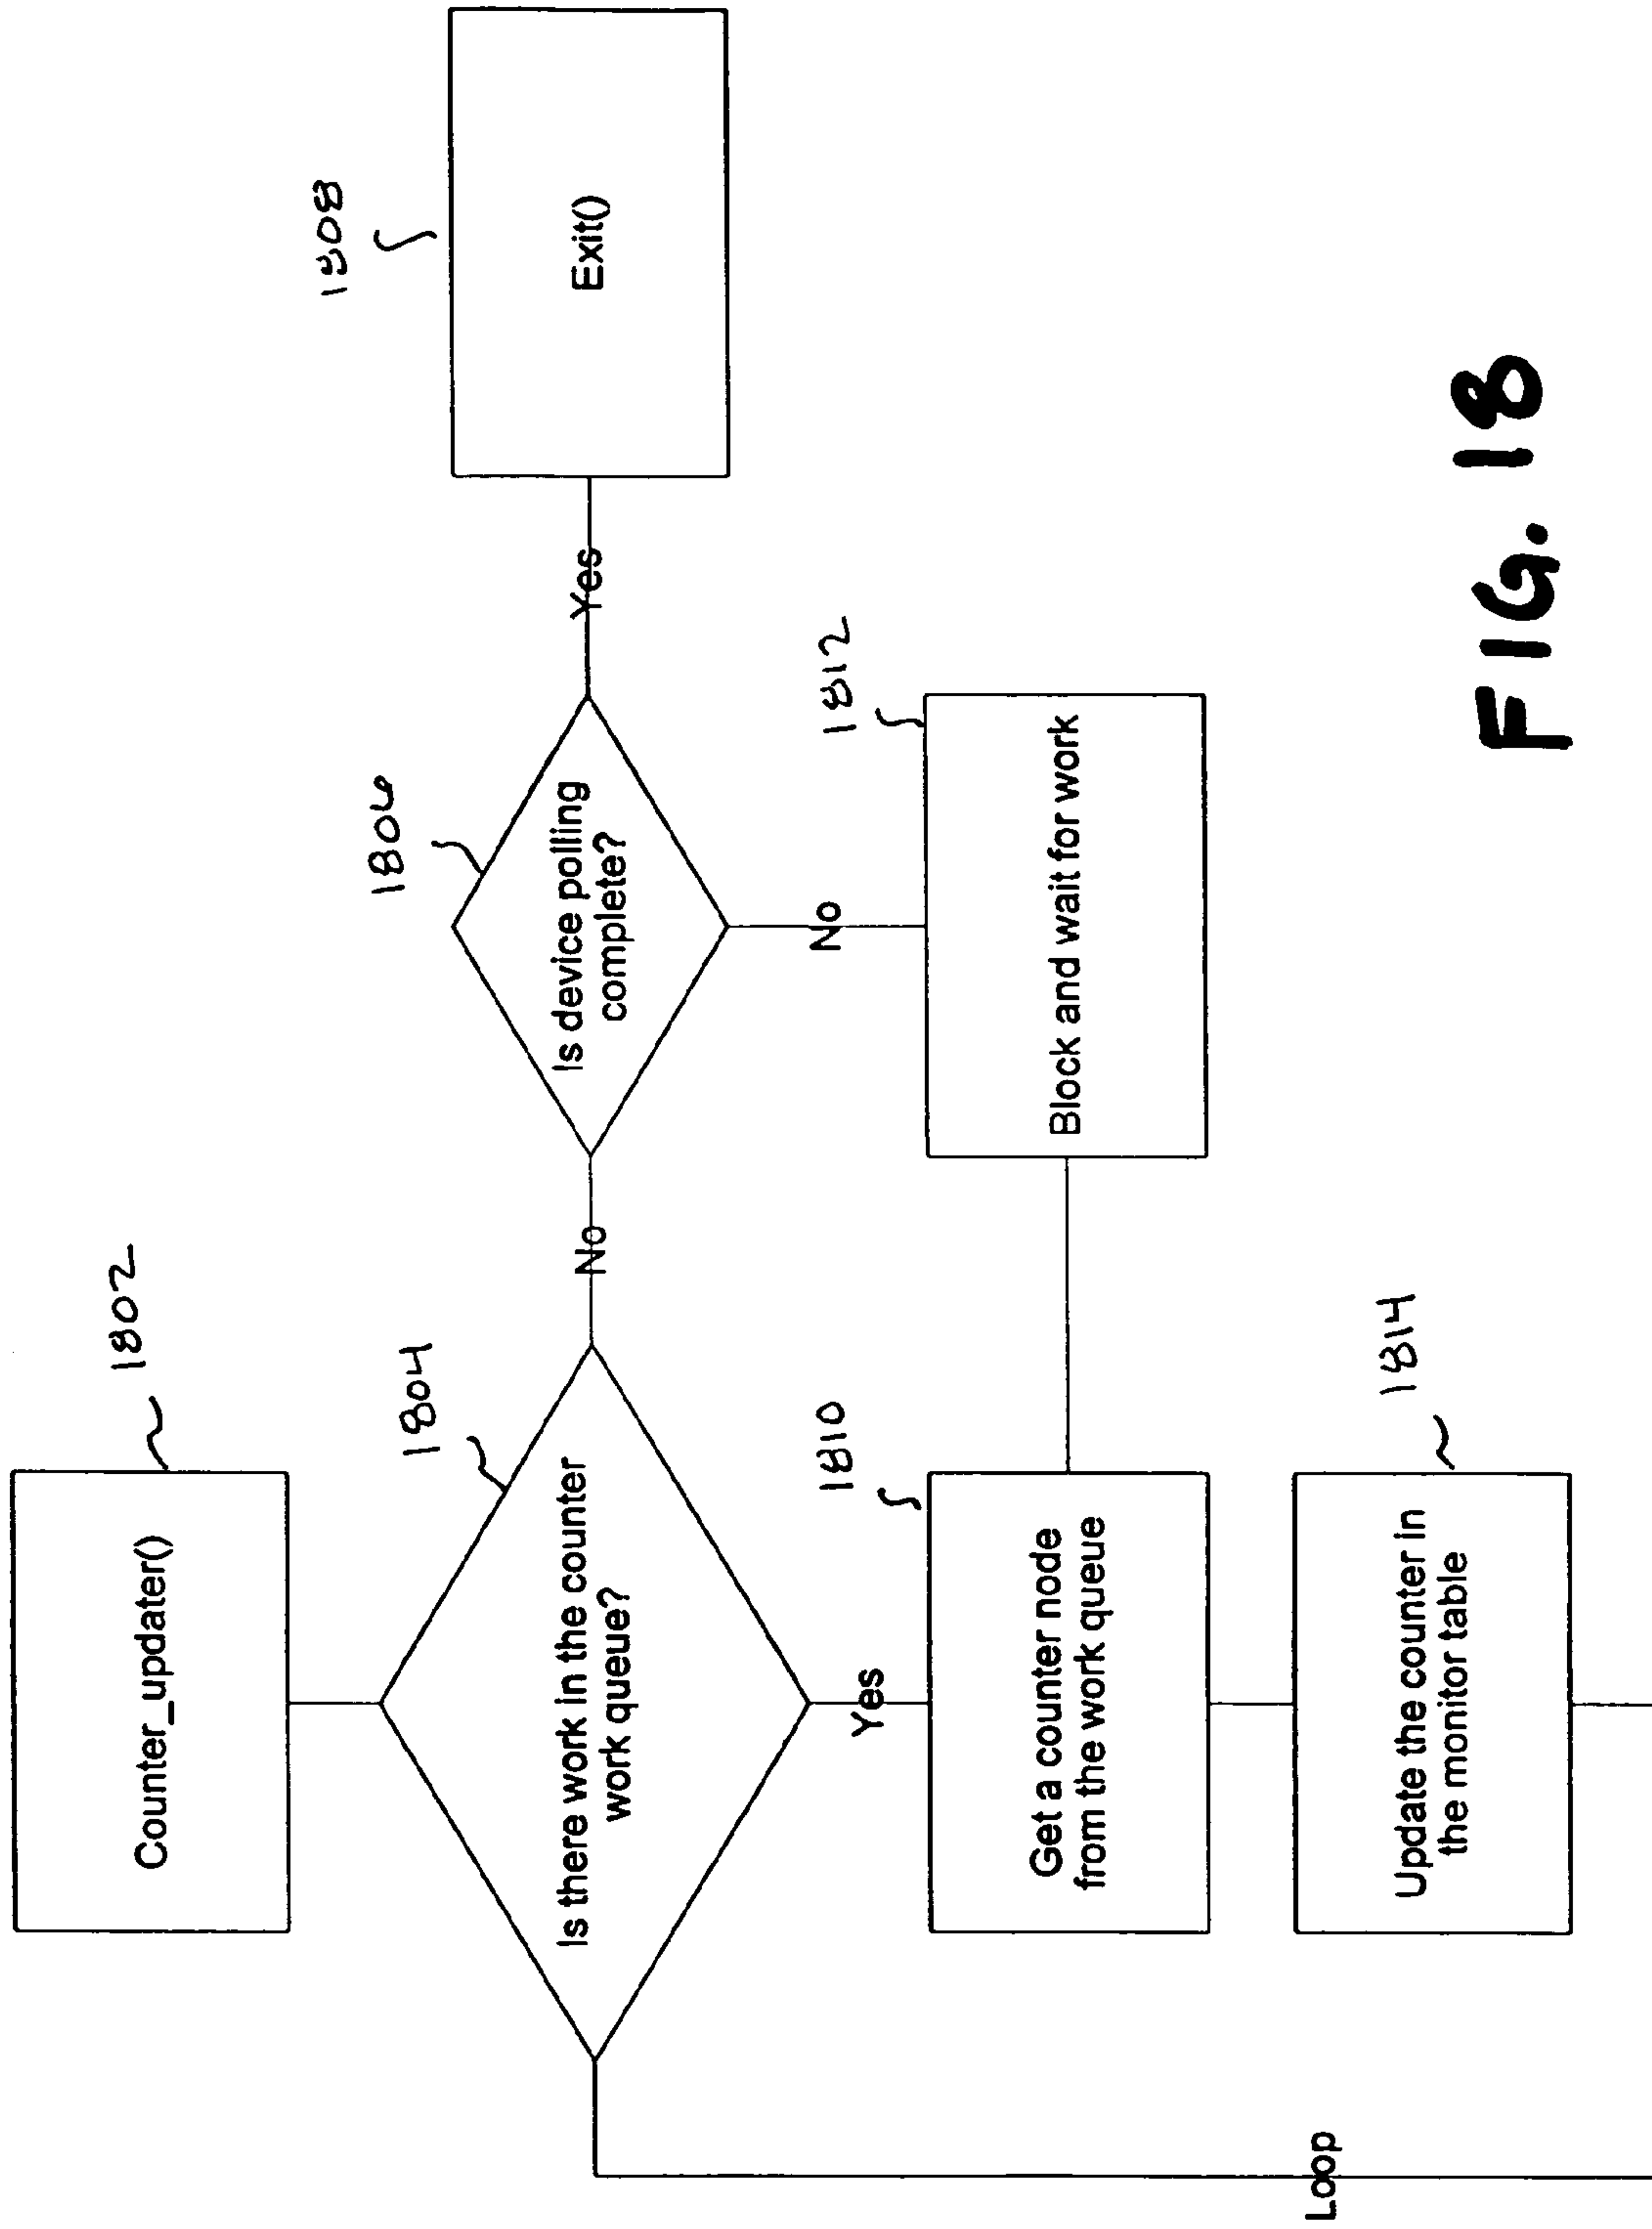 1802
Counter_updater()
1804
Is there work in the counter
work queue?
No
1806
Is device polling
complete?
Yes
1808
Exit()
Yes
No
1810
Get a counter node
from the work queue
1812
Block and wait for work
1814
Update the counter in
the monitor table
Loop
FIG. 18